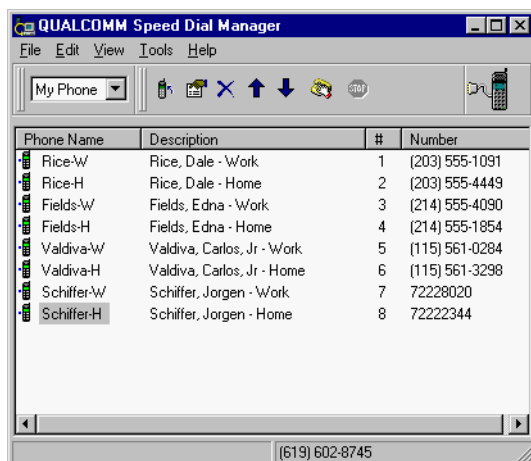 QUALCOMM Speed Dial Manager
File Edit View Tools Help
My Phone STOP
Phone Name Description # Number
Rice-W Rice, Dale - Work 1 (203) 555-1091
Rice-H Rice, Dale - Home 2 (203) 555-4449
Fields-W Fields, Edna - Work 3 (214) 555-4090
Fields-H Fields, Edna - Home 4 (214) 555-1854
Valdiva-W Valdiva, Carlos, Jr - Work 5 (115) 561-0284
Valdiva-H Valdiva, Carlos, Jr - Home 6 (115) 561-3298
Schiffer-W Schiffer, Jorgen - Work 7 72228020
Schiffer-H Schiffer, Jorgen - Home 8 72222344
(619) 602-8745